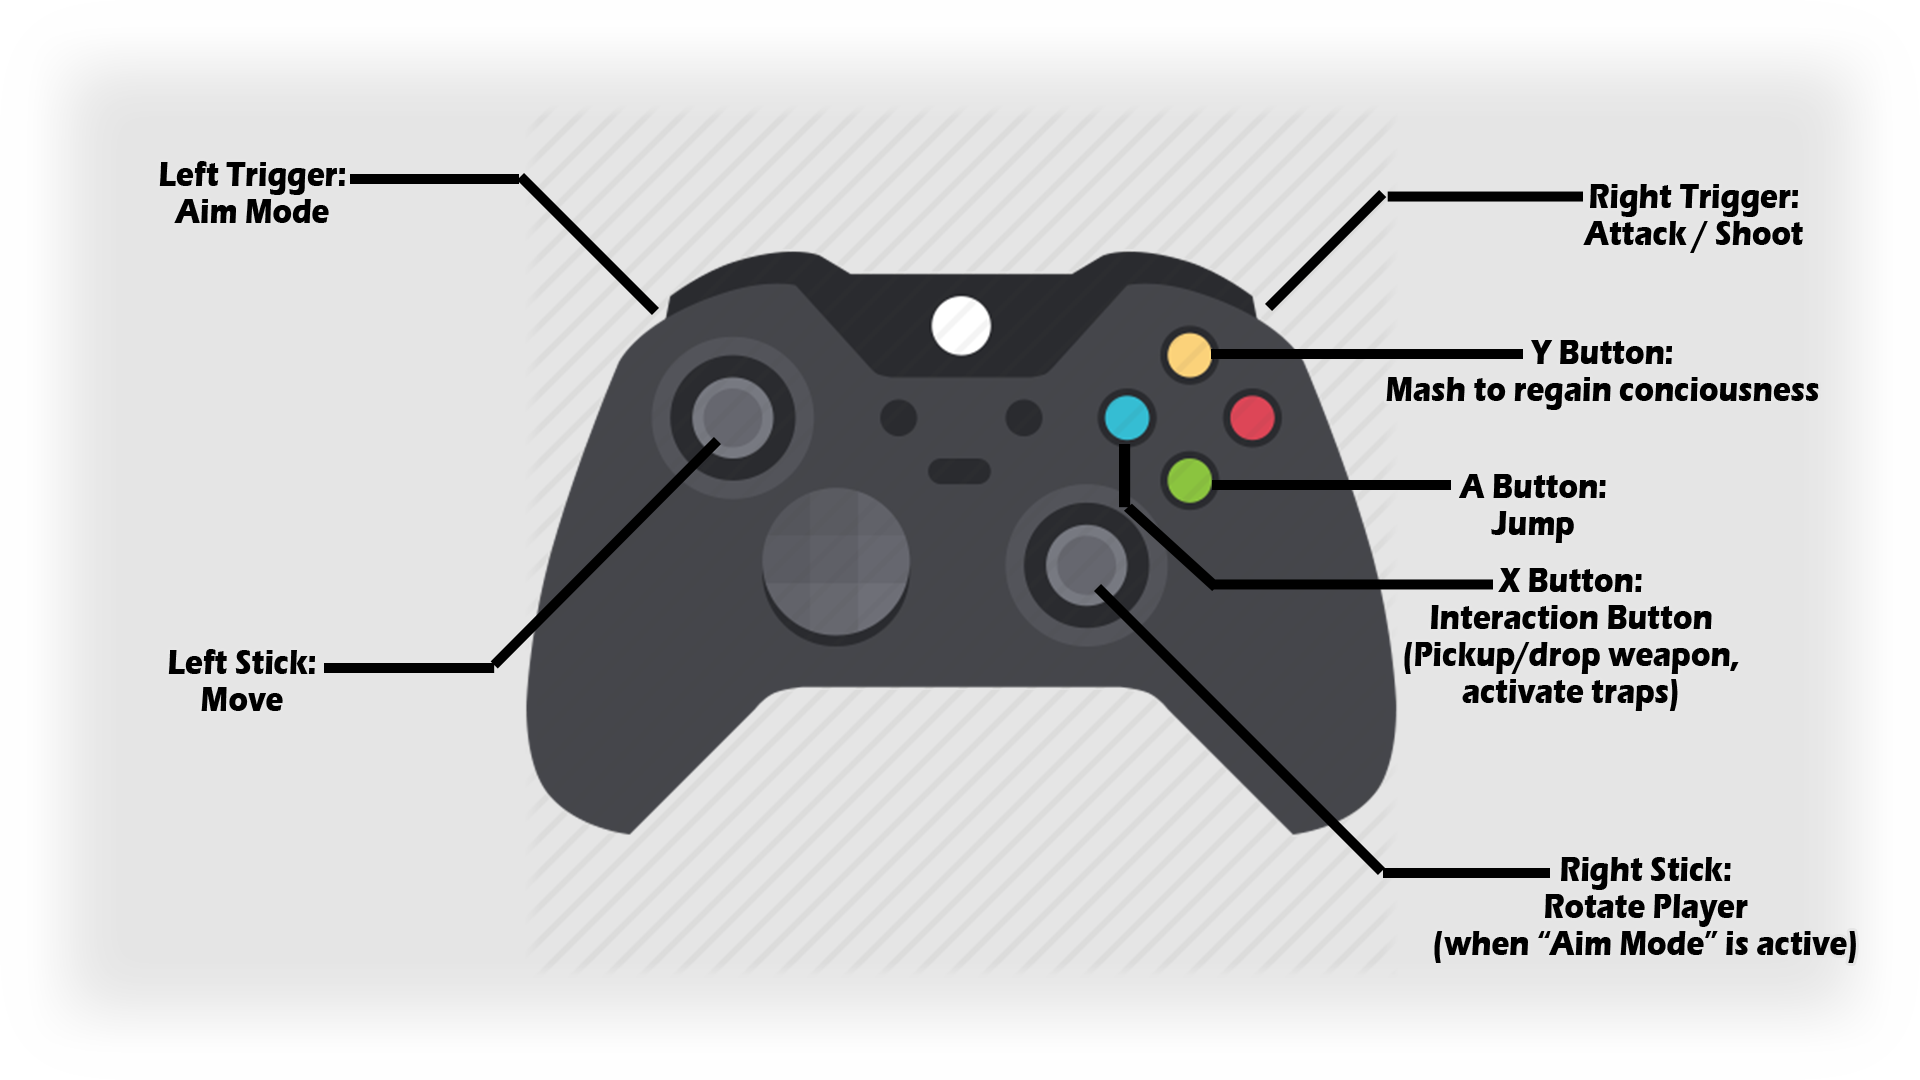 Left Trigger:
Aim Mode
Right Trigger:
Attack / Shoot
Y Button:
Mash to regain conciousness
A Button:
Jump
X Button:
Interaction Button
(Pickup/drop weapon,
activate traps)
Left Stick:
Move
Right Stick:
Rotate Player
(when “Aim Mode” is active)